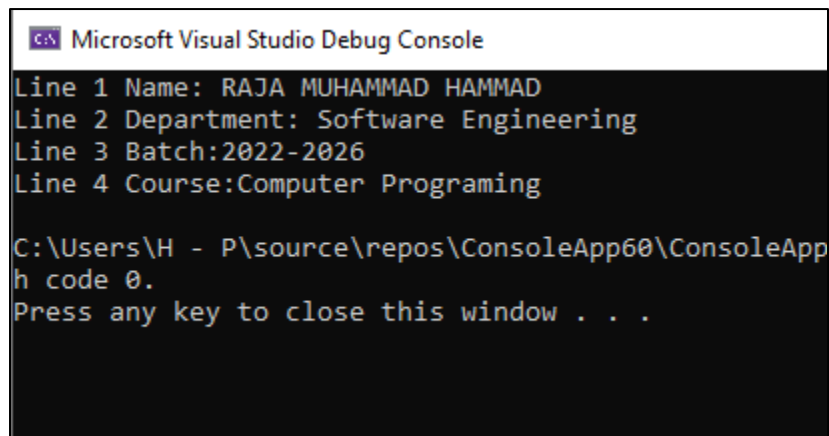 Microsoft Visual Studio Debug Console
Line 1 Name: RAJA MUHAMMAD HAMMAD
Line 2 Department: Software Engineering
Line 3 Batch:2022-2026
Line 4 Course:Computer Programing
C:\Users\H - P\source\repos\ConsoleApp60\ConsoleApp
h code 0.
Press any key to close this window . . .